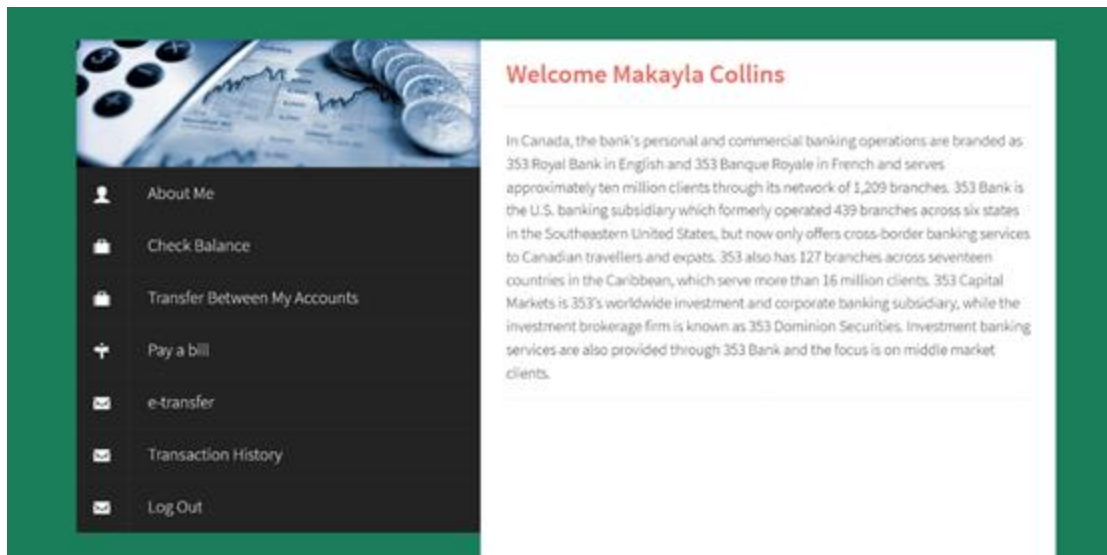 About Me
Check Balance
Transfer Between My Accounts
Pay a bill
e-transfer
Transaction History
Log Out
Welcome Makayla Collins
In Canada, the bank's personal and commercial banking operations are branded as
353 Royal Bank in English and 353 Banque Royale in French and serves
approximately ten million clients through its network of 1,209 branches. 353 Bank is
the U.S. banking subsidiary which formerly operated 439 branches across six states
in the Southeastern United States, but now only offers cross-border banking services
to Canadian travellers and expats. 353 also has 127 branches across seventeen
countries in the Caribbean, which serve more than 16 million clients. 353 Capital
Markets is 353's worldwide investment and corporate banking subsidiary, while the
investment brokerage firm is known as 353 Dominion Securities. Investment banking
services are also provided through 353 Bank and the focus is on middle market
clients.